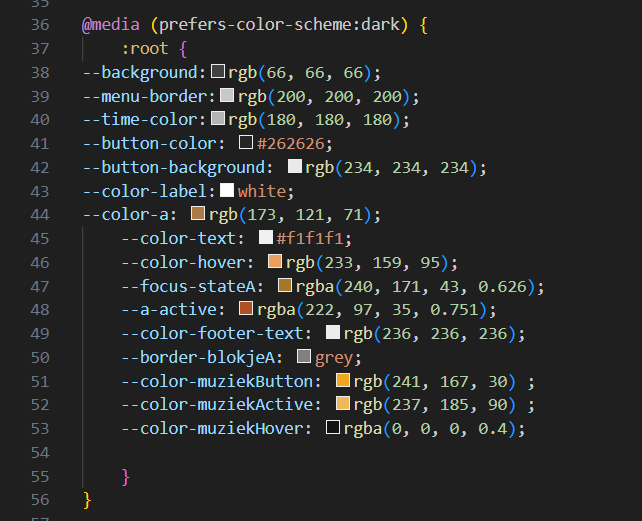 35
36 @media (prefers-color-scheme:dark) {
37 :root {
38 --background:rgb(66, 66, 66);
39 --menu-border:rgb(200, 200, 200);
40 --time-color:rgb(180, 180, 180);
41 --button-color: #262626;
42 --button-background: rgb(234, 234, 234);
43 --color-label:white;
44 --color-a: rgb(173, 121, 71);
45 --color-text: #f1f1f1;
46 --color-hover: rgb(233, 159, 95);
47 --focus-stateA: rgba(240, 171, 43, 0.626);
48 --a-active: rgba(222, 97, 35, 0.751);
49 --color-footer-text: rgb(236, 236, 236);
50 --border-blokjeA: grey;
51 --color-muziekButton: rgb(241, 167, 30) ;
52 --color-muziekActive: rgb(237, 185, 90) ;
53 --color-muziekHover: rgba(0, 0, 0, 0.4);
54
55 }
56 }
57